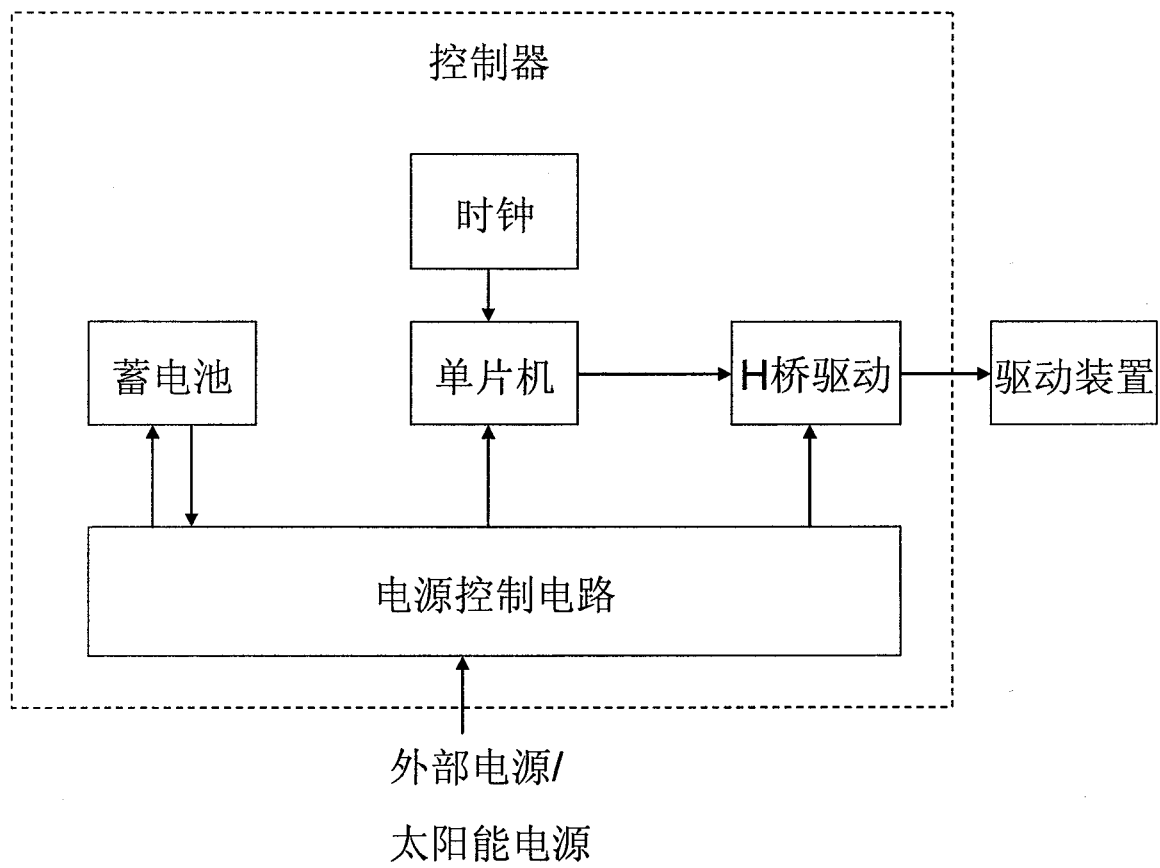 控制器
时钟
蓄电池
单片机
H桥驱动
驱动装置
电源控制电路
外部电源/
太阳能电源